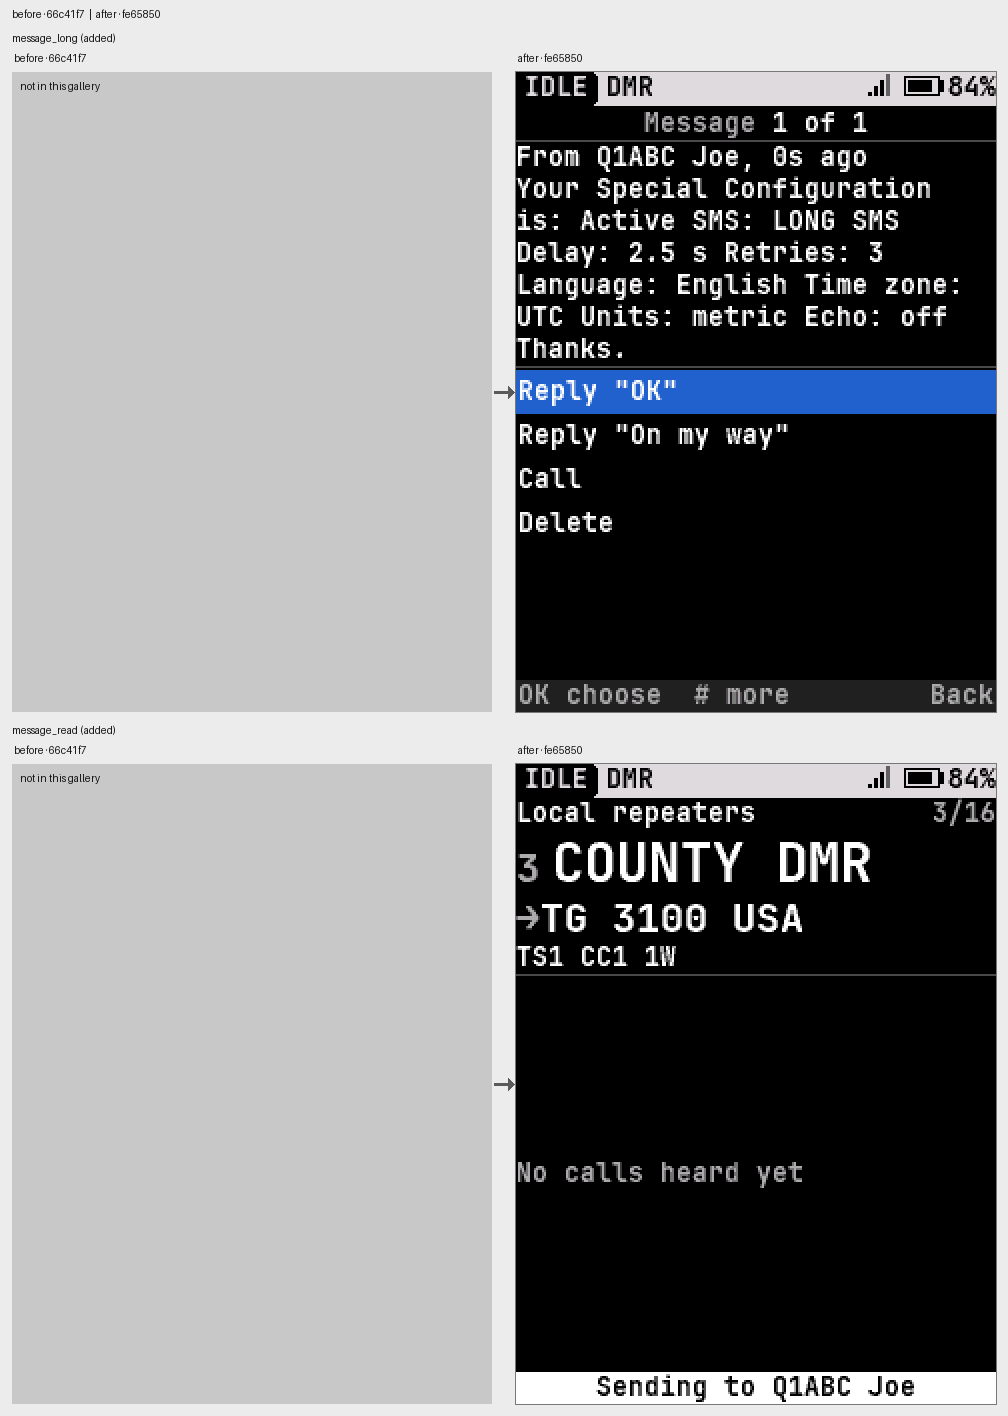 before·66c41f7 | after·fe65850
message_long (added)
before·66c41f7
after·fe65850
not in this gallery
IDLE DMR 84%
Message 1 of 1
From Q1ABC Joe, 0s ago
Your Special Configuration
is: Active SMS: LONG SMS
Delay: 2.5 s Retries: 3
Language: English Time zone:
UTC Units: metric Echo: off
Thanks.
Reply "OK"
Reply "On my way"
Call
Delete
OK choose # more Back
message_read (added)
before·66c41f7
after·fe65850
not in this gallery
IDLE DMR 84%
Local repeaters 3/16
3 COUNTY DMR
→TG 3100 USA
TS1 CC1 1W
No calls heard yet
Sending to Q1ABC Joe